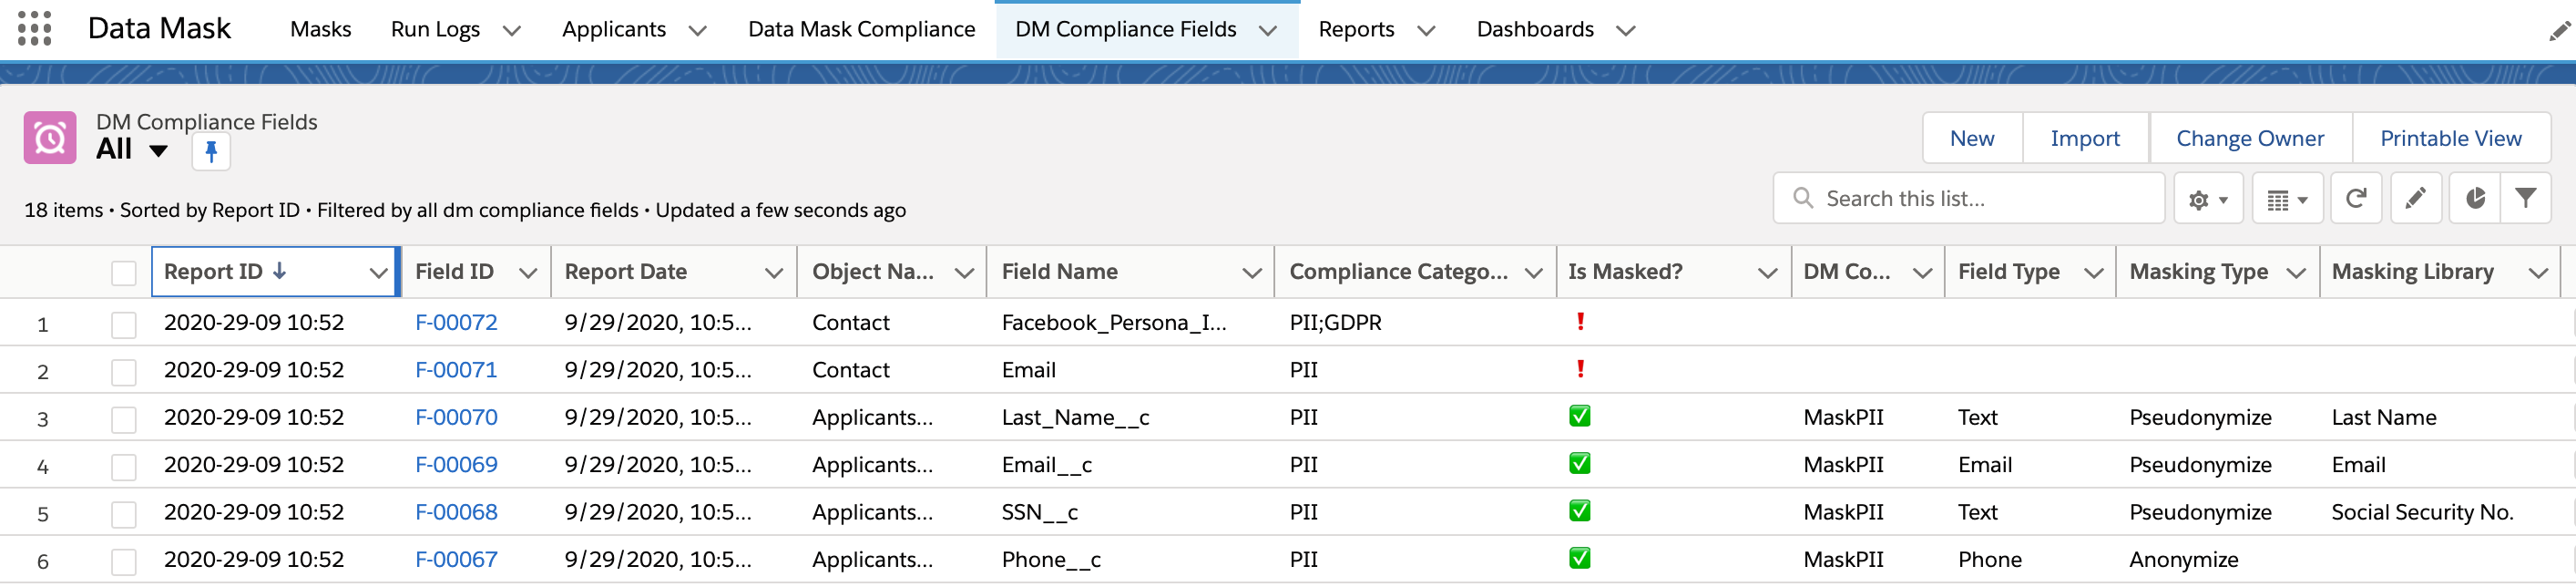 Data Mask Masks Run Logs Applicants Data Mask Compliance DM Compliance Fields Reports Dashboards
DM Compliance Fields
All
New Import Change Owner Printable View
18 items • Sorted by Report ID • Filtered by all dm compliance fields • Updated a few seconds ago
Search this list...
Report ID Field ID Report Date Object Na... Field Name Compliance Catego... Is Masked? DM Co... Field Type Masking Type Masking Library
1 2020-29-09 10:52 F-00072 9/29/2020, 10:5... Contact Facebook_Persona_I... PII;GDPR ❗
2 2020-29-09 10:52 F-00071 9/29/2020, 10:5... Contact Email PII ❗
3 2020-29-09 10:52 F-00070 9/29/2020, 10:5... Applicants... Last_Name__c PII ✅ MaskPII Text Pseudonymize Last Name
4 2020-29-09 10:52 F-00069 9/29/2020, 10:5... Applicants... Email__c PII ✅ MaskPII Email Pseudonymize Email
5 2020-29-09 10:52 F-00068 9/29/2020, 10:5... Applicants... SSN__c PII ✅ MaskPII Text Pseudonymize Social Security No.
6 2020-29-09 10:52 F-00067 9/29/2020, 10:5... Applicants... Phone__c PII ✅ MaskPII Phone Anonymize